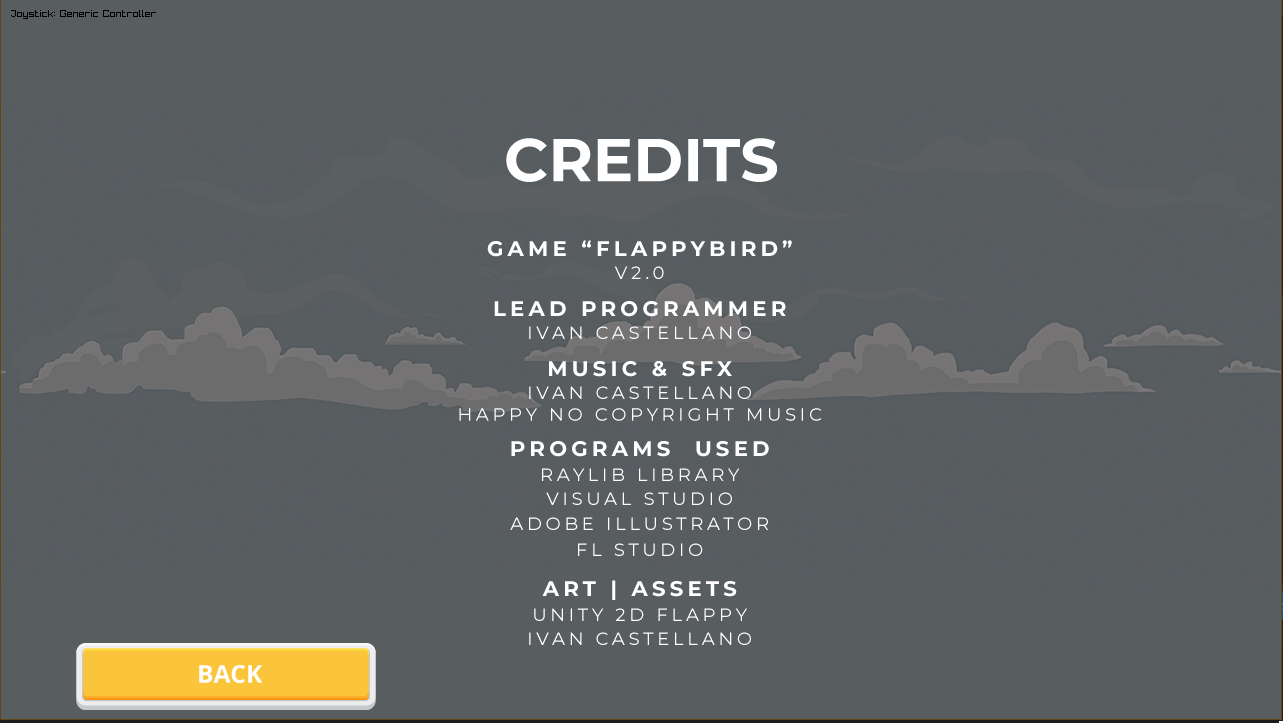 Joystick: Generic Controller
CREDITS
GAME “FLAPPYBIRD”
V2.0
LEAD PROGRAMMER
IVAN CASTELLANO
MUSIC & SFX
IVAN CASTELLANO
HAPPY NO COPYRIGHT MUSIC
PROGRAMS USED
RAYLIB LIBRARY
VISUAL STUDIO
ADOBE ILLUSTRATOR
FL STUDIO
ART | ASSETS
UNITY 2D FLAPPY
IVAN CASTELLANO
BACK